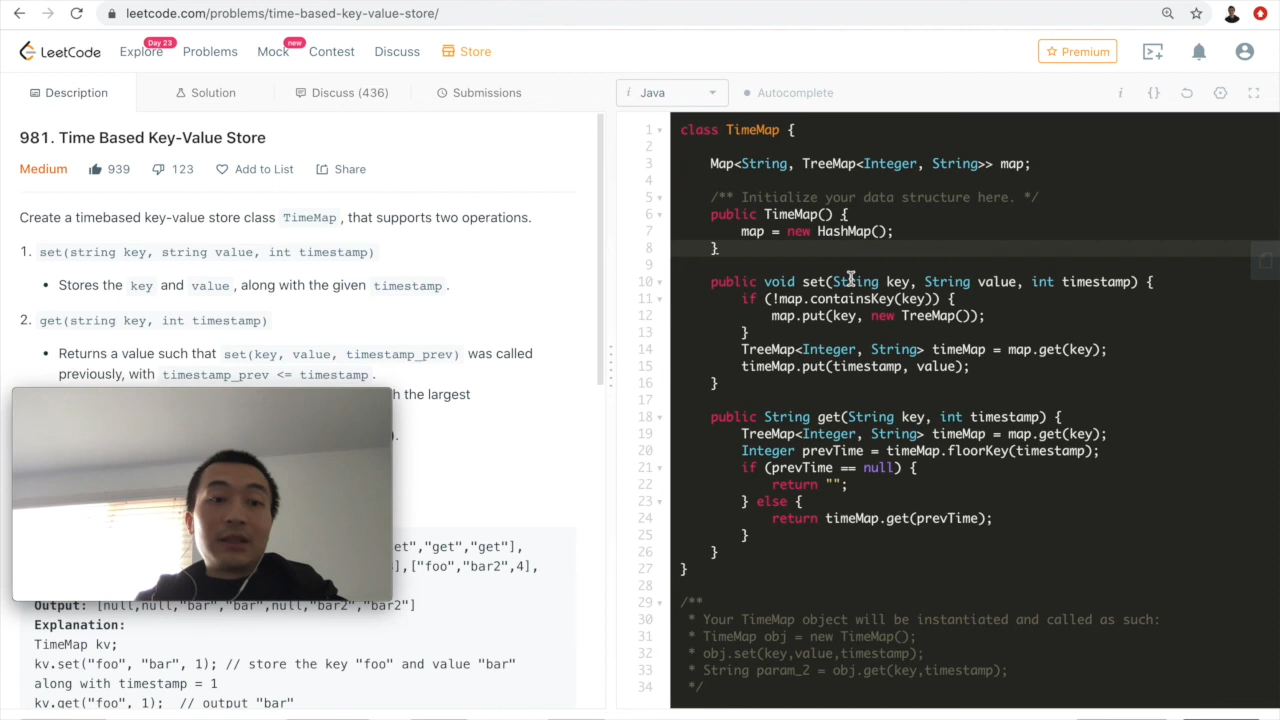 leetcode.com/problems/time-based-key-value-store/
LeetCode
Explore
Day 23
Problems
Mock
new
Contest
Discuss
Store
Premium
Description
Solution
Discuss (436)
Submissions
i Java
Autocomplete
i {}
981. Time Based Key-Value Store
Medium 939 123 Add to List Share
Create a timebased key-value store class TimeMap, that supports two operations.
1. set(string key, string value, int timestamp)
• Stores the key and value, along with the given timestamp.
2. get(string key, int timestamp)
• Returns a value such that set(key, value, timestamp_prev) was called
previously, with timestamp_prev <= timestamp.
h the largest
).
et","get","get"],
],["foo","bar2",4],
Output: [null,null,"bar","bar",null,"bar2","bar2"]
Explanation:
TimeMap kv;
kv.set("foo", "bar", 1); // store the key "foo" and value "bar"
along with timestamp = 1
kv.get("foo", 1); // output "bar"
1 class TimeMap {
2
3 Map<String, TreeMap<Integer, String>> map;
4
5 /** Initialize your data structure here. */
6 public TimeMap() {
7 map = new HashMap();
8 }
9
10 public void set(String key, String value, int timestamp) {
11 if (!map.containsKey(key)) {
12 map.put(key, new TreeMap());
13 }
14 TreeMap<Integer, String> timeMap = map.get(key);
15 timeMap.put(timestamp, value);
16 }
17
18 public String get(String key, int timestamp) {
19 TreeMap<Integer, String> timeMap = map.get(key);
20 Integer prevTime = timeMap.floorKey(timestamp);
21 if (prevTime == null) {
22 return "";
23 } else {
24 return timeMap.get(prevTime);
25 }
26 }
27 }
28
29 /**
30 * Your TimeMap object will be instantiated and called as such:
31 * TimeMap obj = new TimeMap();
32 * obj.set(key,value,timestamp);
33 * String param_2 = obj.get(key,timestamp);
34 */